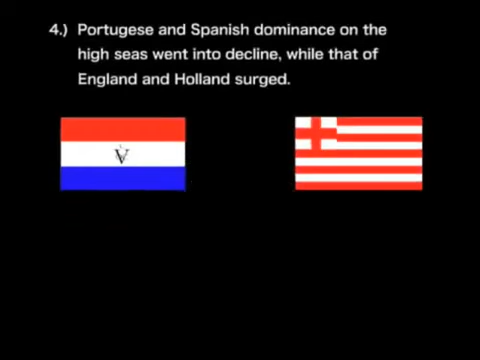 4.) Portugese and Spanish dominance on the
high seas went into decline, while that of
England and Holland surged.
V